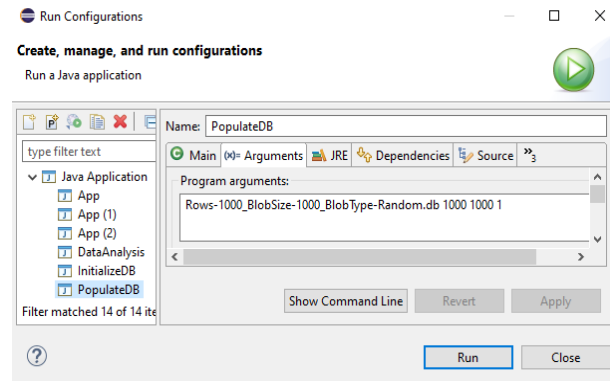 Run Configurations
Create, manage, and run configurations
Run a Java application
Name: PopulateDB
type filter text
Main (x)= Arguments JRE Dependencies Source »3
Java Application
App
App (1)
App (2)
DataAnalysis
InitializeDB
PopulateDB
Filter matched 14 of 14 ite
Program arguments:
Rows-1000_BlobSize-1000_BlobType-Random.db 1000 1000 1
Show Command Line Revert Apply
Run Close